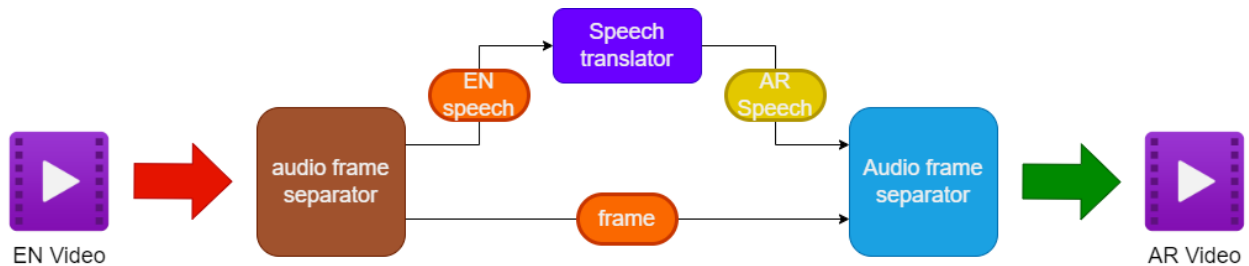 EN Video
audio frame
separator
EN
speech
Speech
translator
AR
Speech
frame
Audio frame
separator
AR Video